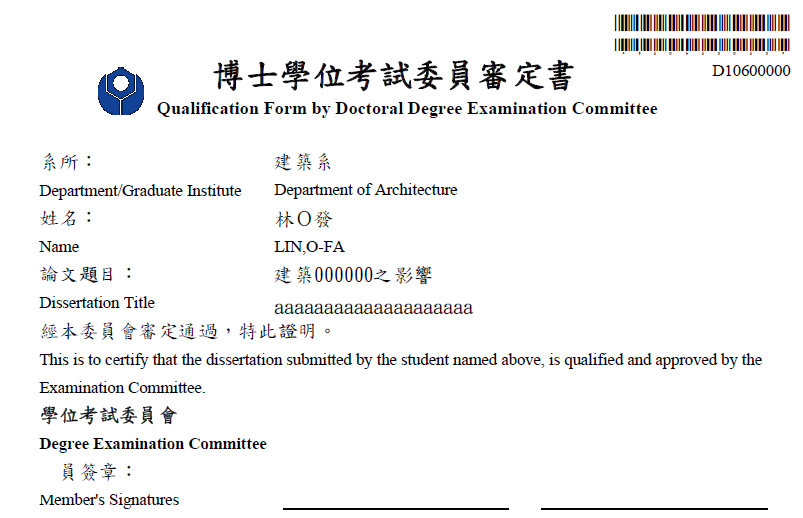 D10600000
博士學位考試委員審定書
Qualification Form by Doctoral Degree Examination Committee
系所： 建築系
Department/Graduate Institute Department of Architecture
姓名： 林O發
Name LIN,O-FA
論文題目： 建築000000之影響
Dissertation Title aaaaaaaaaaaaaaaaaaaa
經本委員會審定通過，特此證明。
This is to certify that the dissertation submitted by the student named above, is qualified and approved by the
Examination Committee.
學位考試委員會
Degree Examination Committee
員簽章：
Member's Signatures